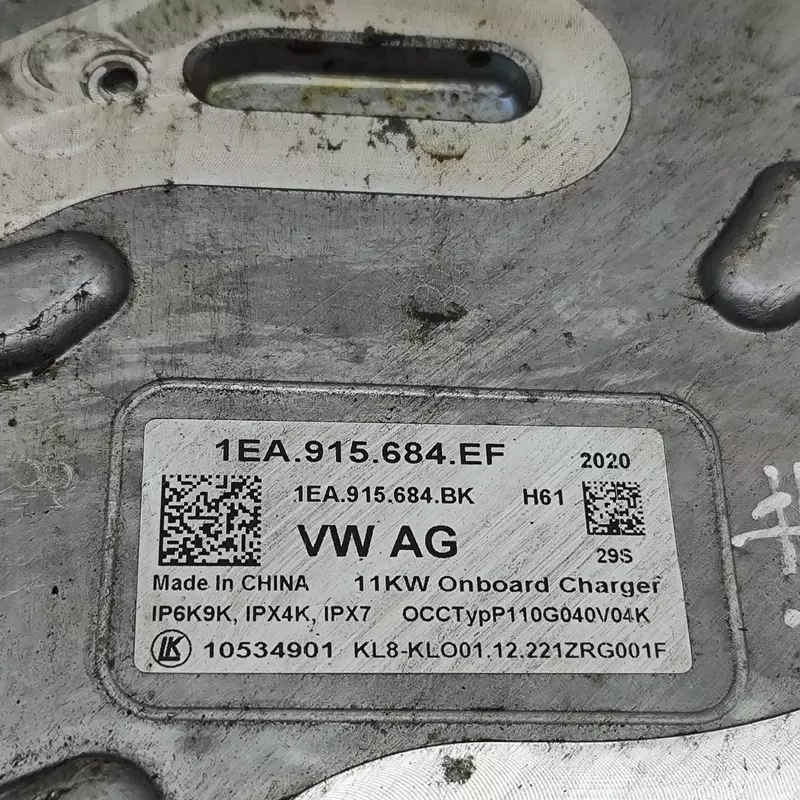 1EA.915.684.EF 2020
1EA.915.684.BK H61
VW AG
29S
Made In CHINA 11KW Onboard Charger
IP6K9K, IPX4K, IPX7 OCCTypP110G040V04K
LK 10534901 KL8-KLO01.12.221ZRG001F